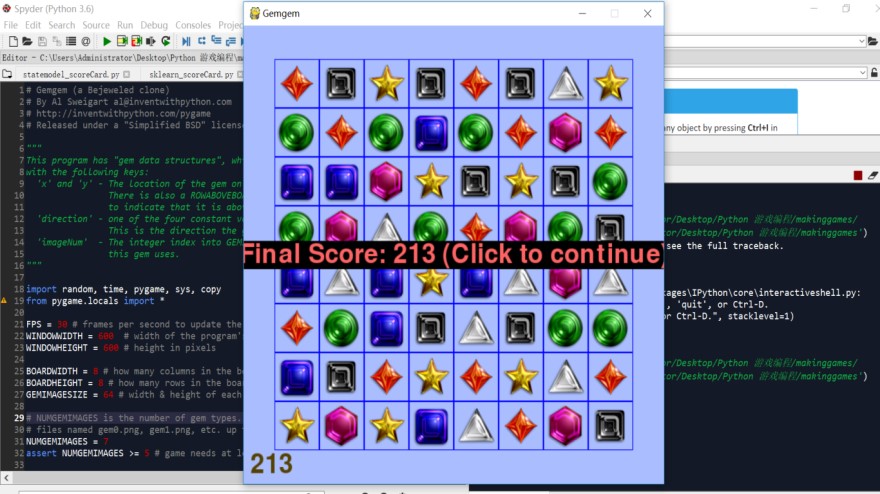 Spyder (Python 3.6)
File Edit Search Source Run Debug Consoles
Editor - C:\Users\Administrator\Desktop\Python 游戏编程\
statemodel_scoreCard.py
sklearn_scoreCard.py
1 # Gemgem (a Bejeweled clone)
2 # By Al Sweigart al@inventwithpython.com
3 # http://inventwithpython.com/pygame
4 # Released under a "Simplified BSD" licens
5
6 """
7 This program has "gem data structures", wh
8 with the following keys:
9 'x' and 'y' - The location of the gem on
10 There is also a ROWABOVEBO
11 to indicate that it is abo
12 'direction' - one of the four constant v
13 This is the direction the
14 'imageNum' - The integer index into GEM
15 this gem uses.
16 """
17
18 import random, time, pygame, sys, copy
19 from pygame.locals import *
20
21 FPS = 30 # frames per second to update the
22 WINDOWWIDTH = 600 # width of the program'
23 WINDOWHEIGHT = 600 # height in pixels
24
25 BOARDWIDTH = 8 # how many columns in the b
26 BOARDHEIGHT = 8 # how many rows in the boa
27 GEMIMAGESIZE = 64 # width & height of each
28
29 # NUMGEMIMAGES is the number of gem types.
30 # files named gem0.png, gem1.png, etc. up
31 NUMGEMIMAGES = 7
32 assert NUMGEMIMAGES >= 5 # game needs at l
33
Gemgem
Final Score: 213 (Click to continue)
213
any object by pressing Ctrl+I in
or/Desktop/Python 游戏编程/makinggames/
tor/Desktop/Python 游戏编程/makinggames')
see the full traceback.
kages\IPython\core\interactiveshell.py:
, 'quit', or Ctrl-D.
or Ctrl-D.", stacklevel=1)
or/Desktop/Python 游戏编程/makinggames/
tor/Desktop/Python 游戏编程/makinggames')